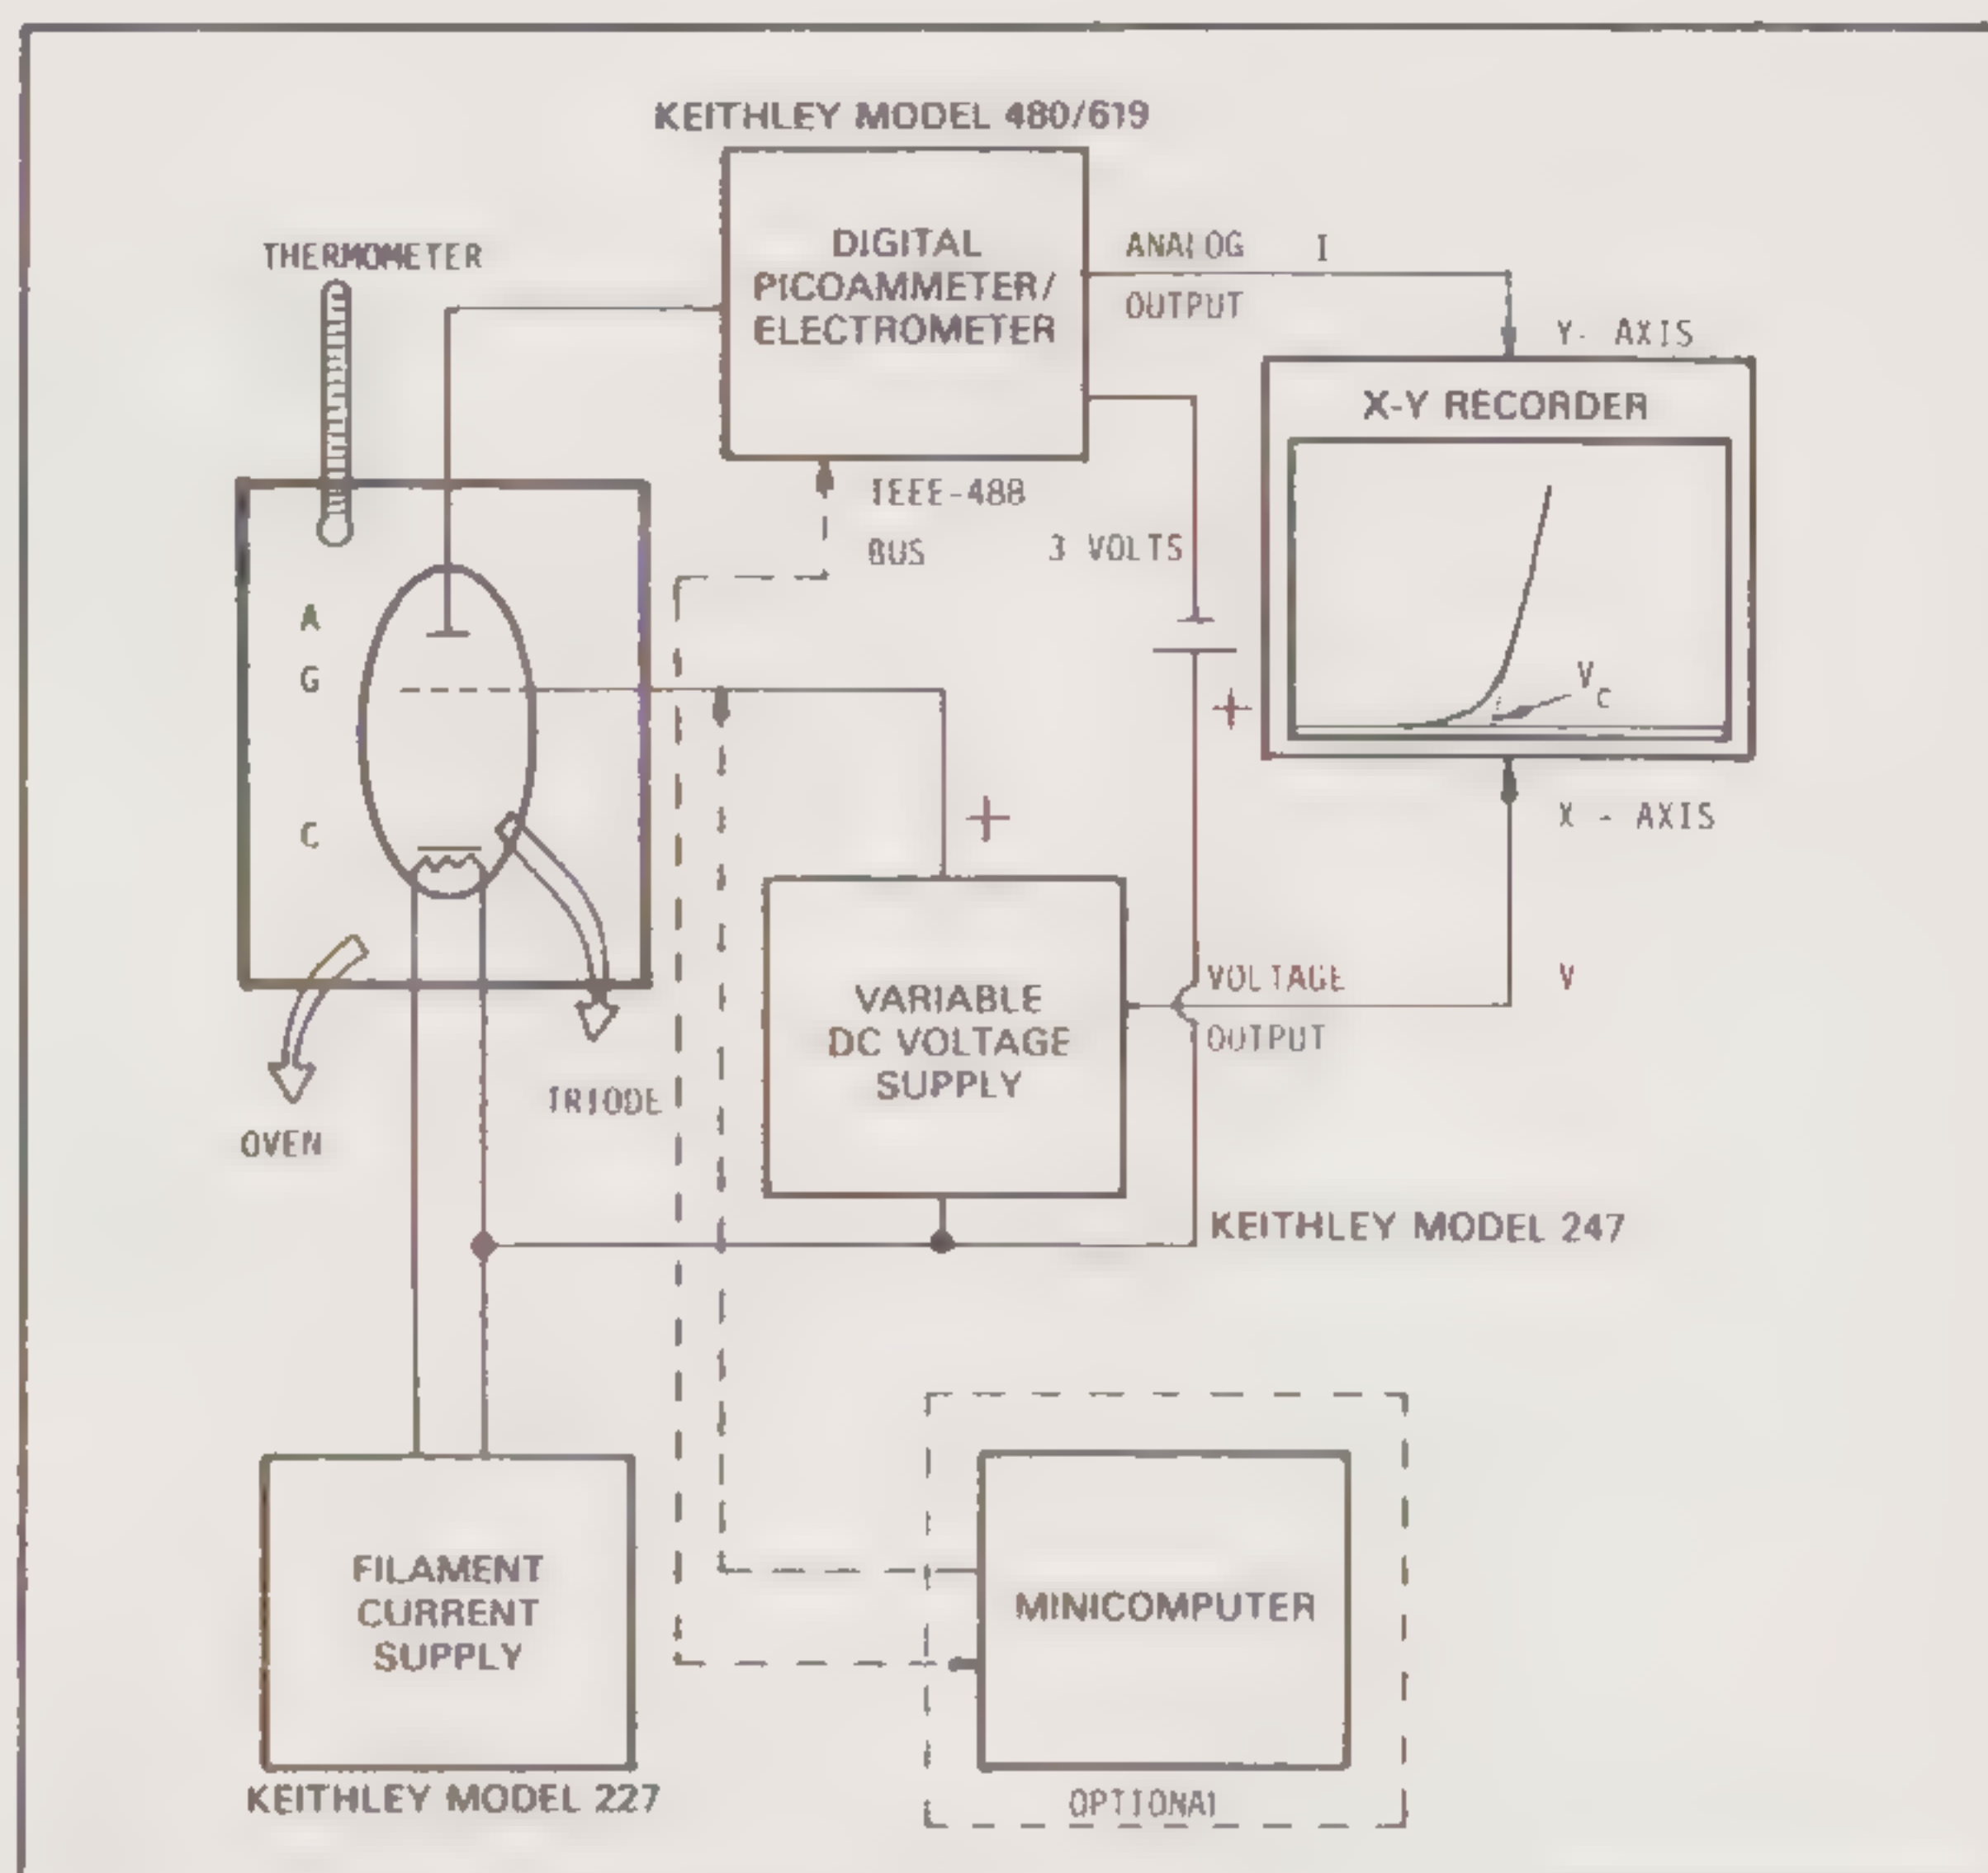 KEITHLEY MODEL 480/619
THERMOMETER
DIGITAL
PICOAMMETER/
ELECTROMETER
ANALOG I
OUTPUT
Y- AXIS
X-Y RECORDER
IEEE-488
BUS
3 VOLTS
A
G
C
V
C
+
+
X - AXIS
VARIABLE
DC VOLTAGE
SUPPLY
VOLTAGE V
OUTPUT
TRIODE
OVEN
KEITHLEY MODEL 247
FILAMENT
CURRENT
SUPPLY
MINICOMPUTER
KEITHLEY MODEL 227
OPTIONAL